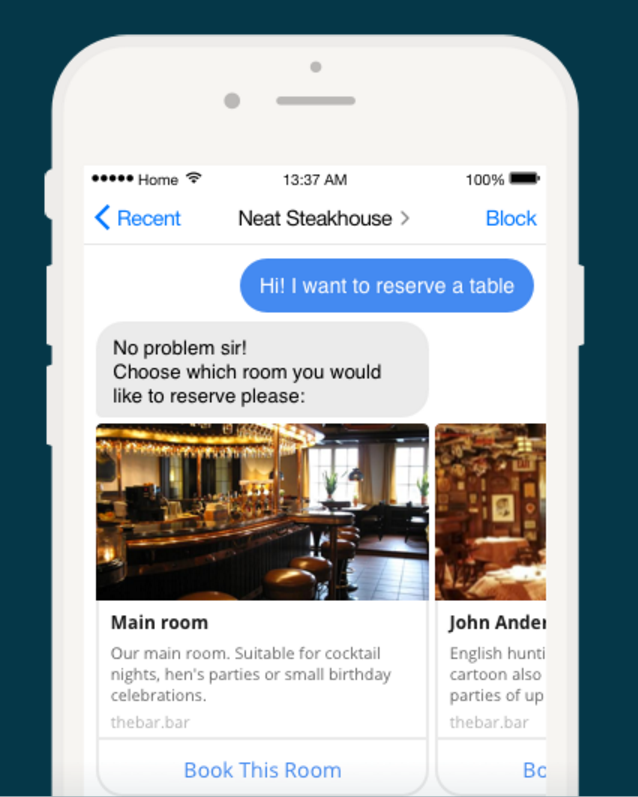 Home 13:37 AM 100%
Recent Neat Steakhouse Block
Hi! I want to reserve a table
No problem sir!
Choose which room you would
like to reserve please:
Main room
Our main room. Suitable for cocktail
nights, hen's parties or small birthday
celebrations.
thebar.bar
Book This Room
John Ander
English hunti
cartoon also
parties of up
thebar.bar
Bo